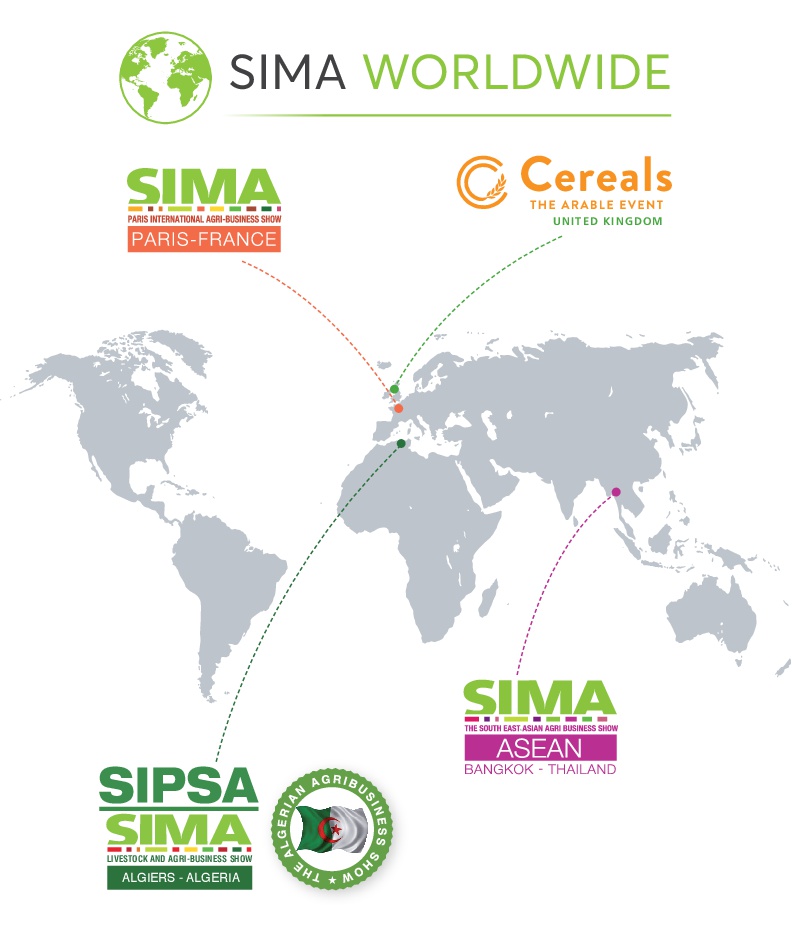 SIMA WORLDWIDE
SIMA
PARIS INTERNATIONAL AGRI-BUSINESS SHOW
PARIS-FRANCE
Cereals
THE ARABLE EVENT
UNITED KINGDOM
SIMA
THE SOUTH EAST ASIAN AGRI BUSINESS SHOW
ASEAN
BANGKOK - THAILAND
SIPSA
SIMA
LIVESTOCK AND AGRI-BUSINESS SHOW
ALGIERS - ALGERIA
THE ALGERIAN AGRIBUSINESS SHOW